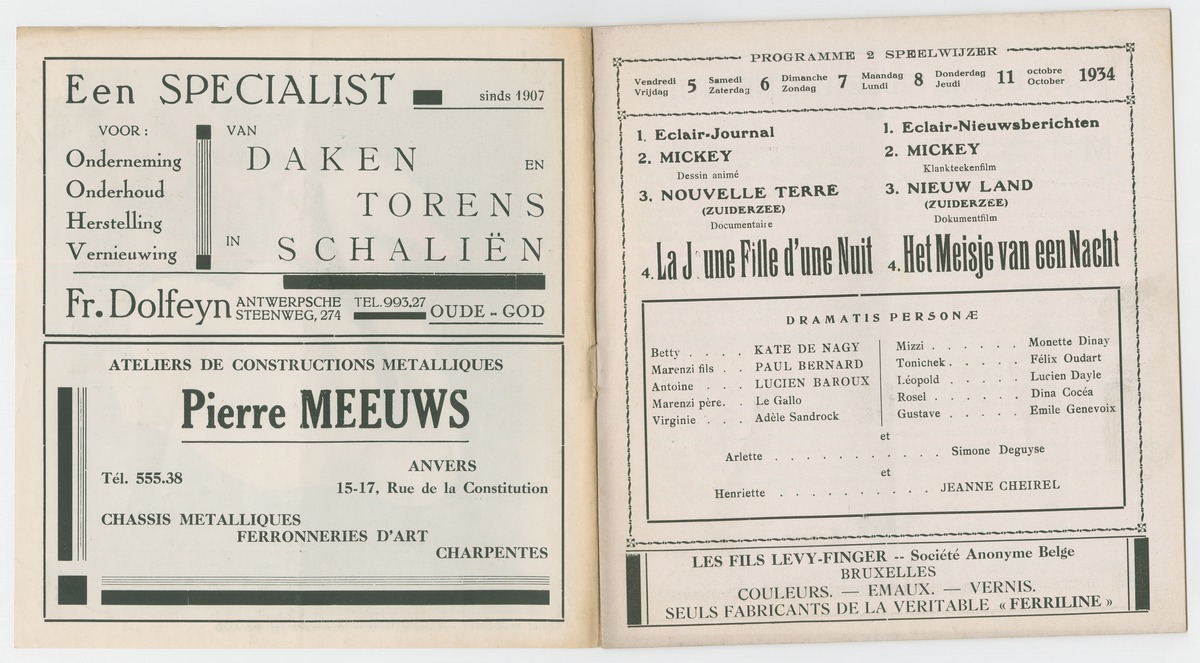 Een SPECIALIST sinds 1907
VOOR :
Onderneming
Onderhoud
Herstelling
Vernieuwing
VAN
DAKEN EN
TORENS
IN SCHALIËN
Fr. Dolfeyn ANTWERPSCHE STEENWEG, 274 TEL. 993.27 OUDE - GOD
ATELIERS DE CONSTRUCTIONS METALLIQUES
Pierre MEEUWS
Tél. 555.38
ANVERS
15-17, Rue de la Constitution
CHASSIS METALLIQUES
FERRONNERIES D'ART
CHARPENTES
PROGRAMME 2 SPEELWIJZER
Vendredi Vrijdag 5 Samedi Zaterdag 6 Dimanche Zondag 7 Maandag Lundi 8 Donderdag Jeudi 11 octobre October 1934
1. Eclair-Journal
2. MICKEY
Dessin animé
3. NOUVELLE TERRE
(ZUIDERZEE)
Documentaire
4. La J une Fille d'une Nuit
1. Eclair-Nieuwsberichten
2. MICKEY
Klankteekenfilm
3. NIEUW LAND
(ZUIDERZEE)
Dokumentfilm
4. Het Meisje van een Nacht
DRAMATIS PERSONÆ
Betty . . . . KATE DE NAGY
Marenzi fils . . PAUL BERNARD
Antoine . . . LUCIEN BAROUX
Marenzi père. . Le Gallo
Virginie . . . Adèle Sandrock
Mizzi . . . . . . Monette Dinay
Tonichek . . . . . Félix Oudart
Léopold . . . . . Lucien Dayle
Rosel . . . . . . Dina Cocéa
Gustave . . . . . Emile Genevoix
et
Arlette . . . . . . . . . . . Simone Deguyse
et
Henriette . . . . . . . . . . JEANNE CHEIREL
LES FILS LEVY-FINGER -- Société Anonyme Belge
BRUXELLES
COULEURS. — EMAUX. — VERNIS.
SEULS FABRICANTS DE LA VERITABLE « FERRILINE »